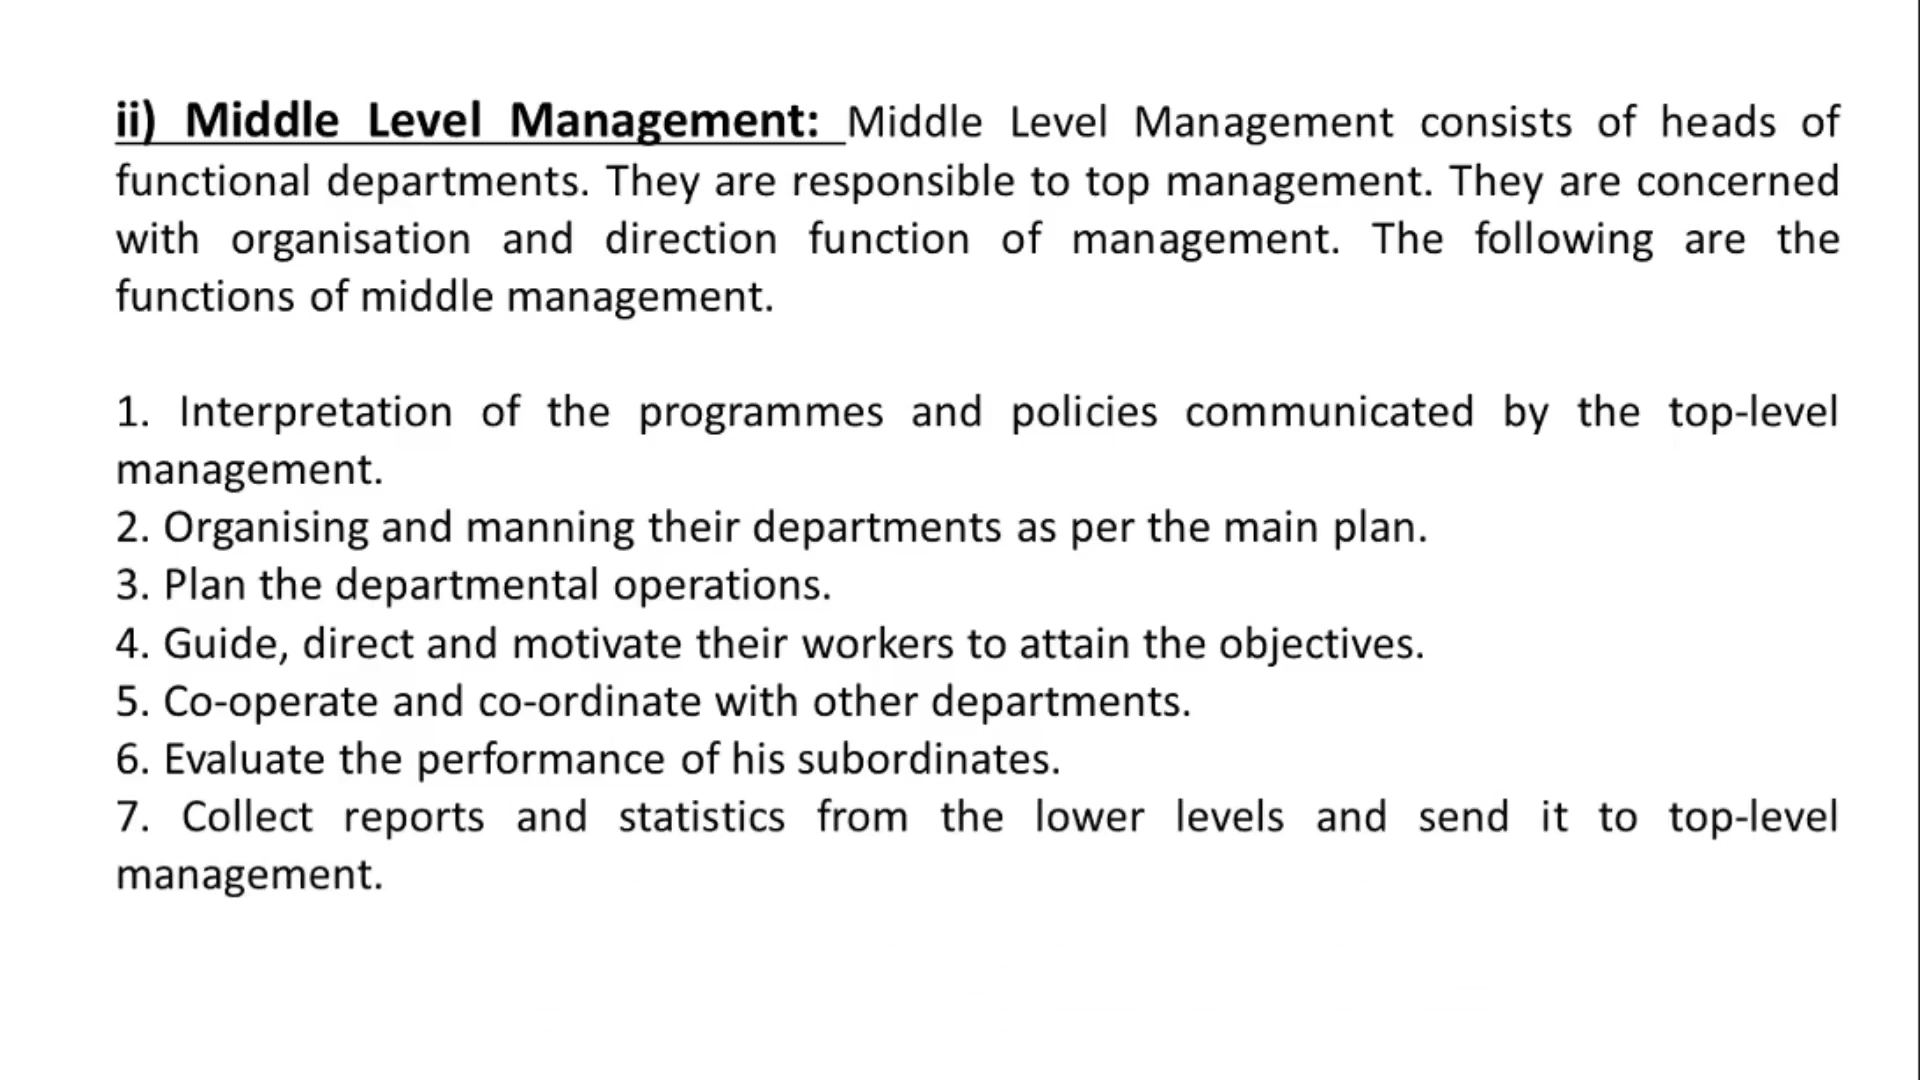 ii) Middle Level Management: Middle Level Management consists of heads of
functional departments. They are responsible to top management. They are concerned
with organisation and direction function of management. The following are the
functions of middle management.
1. Interpretation of the programmes and policies communicated by the top-level
management.
2. Organising and manning their departments as per the main plan.
3. Plan the departmental operations.
4. Guide, direct and motivate their workers to attain the objectives.
5. Co-operate and co-ordinate with other departments.
6. Evaluate the performance of his subordinates.
7. Collect reports and statistics from the lower levels and send it to top-level
management.